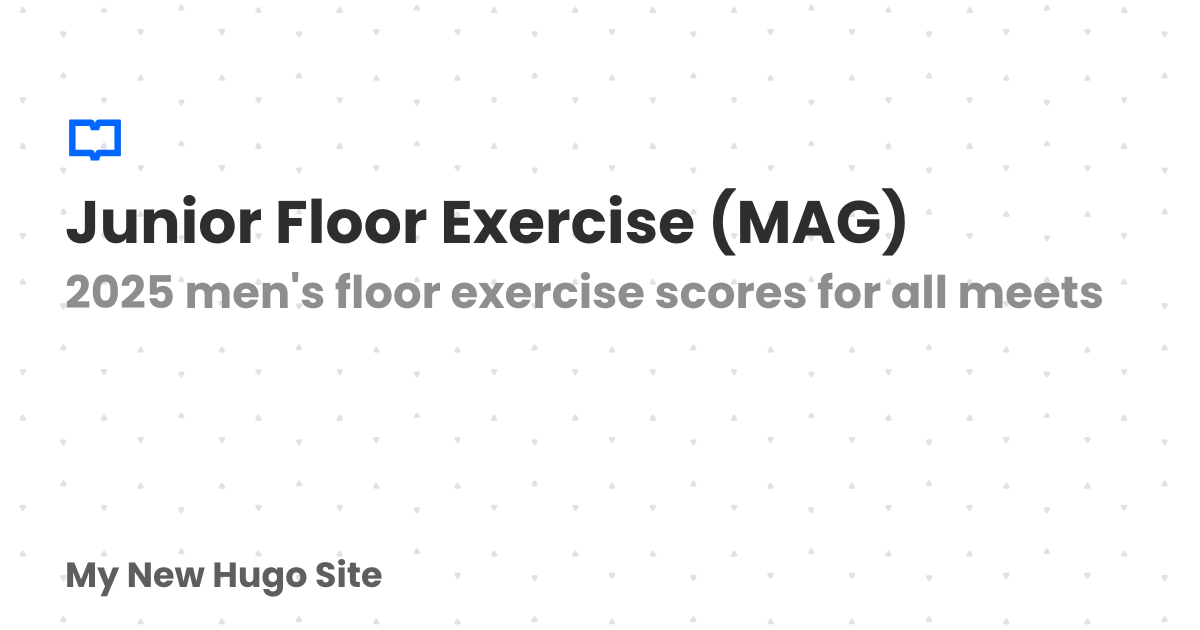 Junior Floor Exercise (MAG)
2025 men's floor exercise scores for all meets
My New Hugo Site